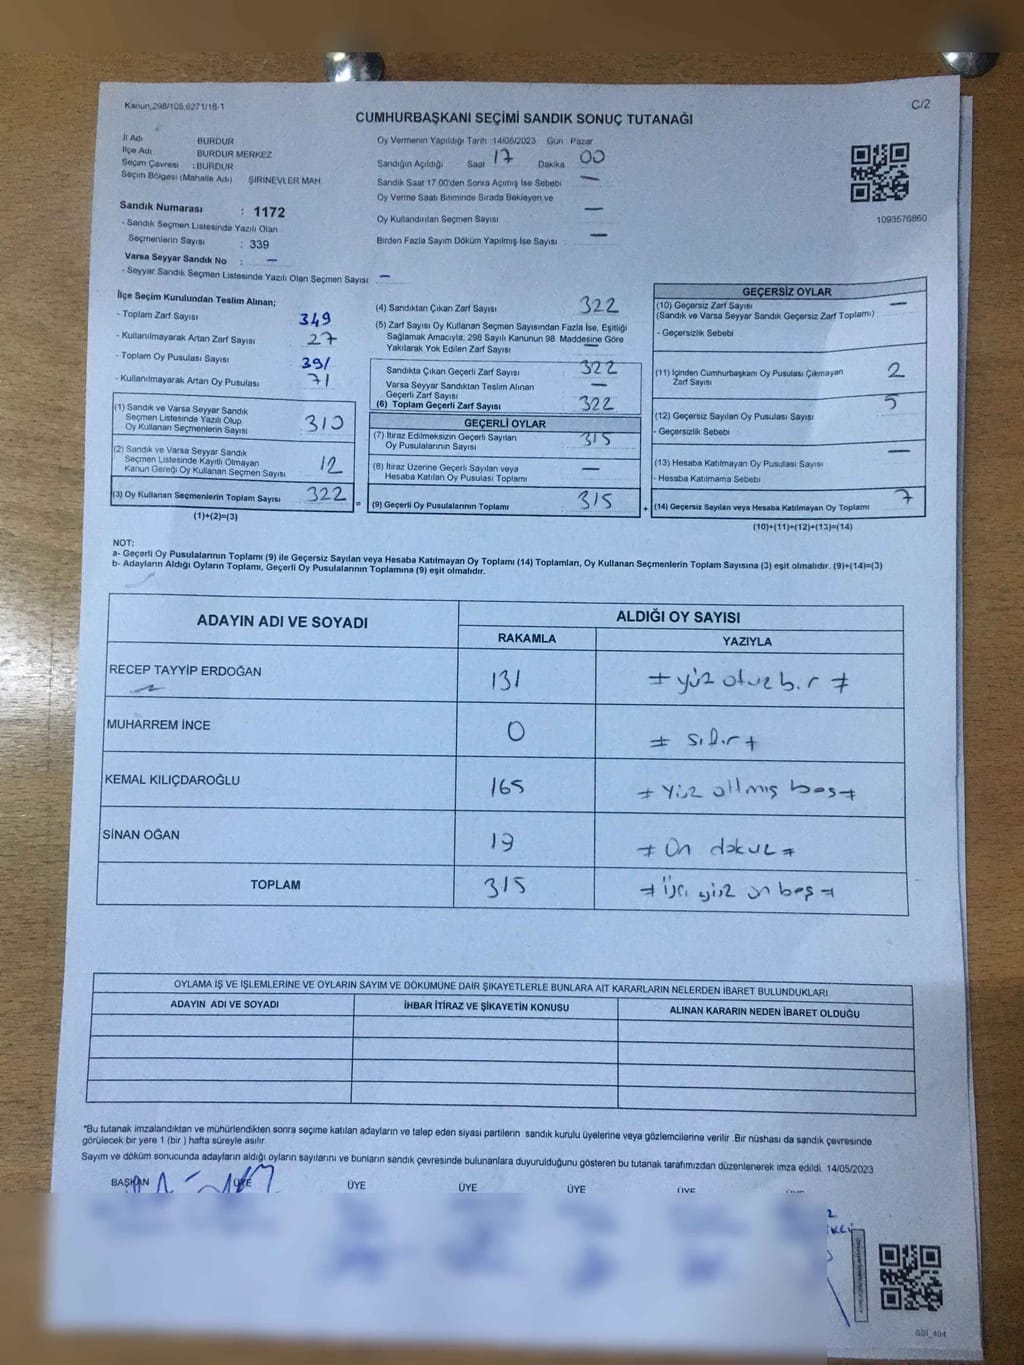 Kanun,298/105,6271/18-1
C/2
CUMHURBAŞKANI SEÇİMİ SANDIK SONUÇ TUTANAĞI
İl Adı BURDUR
İlçe Adı BURDUR MERKEZ
Seçim Çevresi : BURDUR
Seçim Bölgesi (Mahalle Adı) ŞİRİNEVLER MAH
Sandık Numarası : 1172
- Sandık Seçmen Listesinde Yazılı Olan
Seçmenlerin Sayısı : 339
Varsa Seyyar Sandık No : —
- Seyyar Sandık Seçmen Listesinde Yazılı Olan Seçmen Sayısı —
Oy Vermenin Yapıldığı Tarih 14/05/2023 Gün : Pazar
Sandığın Açıldığı Saat 17 Dakika 00
Sandık Saat 17:00'den Sonra Açımış İse Sebebi —
Oy Verme Saati Bitiminde Sırada Bekleyen ve
Oy Kullandırılan Seçmen Sayısı —
Birden Fazla Sayım Döküm Yapılmış İse Sayısı —
1093576860
İlçe Seçim Kurulundan Teslim Alınan;
- Toplam Zarf Sayısı 349
- Kullanılmayarak Artan Zarf Sayısı 27
- Toplam Oy Pusulası Sayısı 391
- Kullanılmayarak Artan Oy Pusulası 71
(1) Sandık ve Varsa Seyyar Sandık
Seçmen Listesinde Yazılı Olup
Oy Kullanan Seçmenlerin Sayısı 310
(2) Sandık ve Varsa Seyyar Sandık
Seçmen Listesinde Kayıtlı Olmayan
Kanun Gereği Oy Kullanan Seçmen Sayısı 12
(3) Oy Kullanan Seçmenlerin Toplam Sayısı 322 =
(1)+(2)=(3)
(4) Sandıktan Çıkan Zarf Sayısı 322
(5) Zarf Sayısı Oy Kullanan Seçmen Sayısından Fazla İse, Eşitliği
Sağlamak Amacıyla, 298 Sayılı Kanunun 98. Maddesine Göre
Yakılarak Yok Edilen Zarf Sayısı —
Sandıkta Çıkan Geçerli Zarf Sayısı 322
Varsa Seyyar Sandıktan Teslim Alınan
Geçerli Zarf Sayısı —
(6) Toplam Geçerli Zarf Sayısı 322
GEÇERLİ OYLAR
(7) İtiraz Edilmeksizin Geçerli Sayılan
Oy Pusulalarının Sayısı 315
(8) İtiraz Üzerine Geçerli Sayılan veya
Hesaba Katılan Oy Pusulası Toplamı —
(9) Geçerli Oy Pusulalarının Toplamı 315 +
GEÇERSİZ OYLAR
(10) Geçersiz Zarf Sayısı —
(Sandık ve Varsa Seyyar Sandık Geçersiz Zarf Toplamı)
- Geçersizlik Sebebi
(11) İçinden Cumhurbaşkanı Oy Pusulası Çıkmayan
Zarf Sayısı 2
(12) Geçersiz Sayılan Oy Pusulası Sayısı 5
- Geçersizlik Sebebi
(13) Hesaba Katılmayan Oy Pusulası Sayısı —
- Hesaba Katılmama Sebebi
(14) Geçersiz Sayılan veya Hesaba Katılmayan Oy Toplamı 7
(10)+(11)+(12)+(13)=(14)
NOT:
a- Geçerli Oy Pusulalarının Toplamı (9) ile Geçersiz Sayılan veya Hesaba Katılmayan Oy Toplamı (14) Toplamları, Oy Kullanan Seçmenlerin Toplam Sayısına (3) eşit olmalıdır. (9)+(14)=(3)
b- Adayların Aldığı Oyların Toplamı, Geçerli Oy Pusulalarının Toplamına (9) eşit olmalıdır.
ADAYIN ADI VE SOYADI ALDIĞI OY SAYISI
RAKAMLA YAZIYLA
RECEP TAYYİP ERDOĞAN 131 ≠ yüz otuz bir ≠
MUHARREM İNCE 0 ≠ sıfır ≠
KEMAL KILIÇDAROĞLU 165 ≠ yüz altmış beş ≠
SİNAN OĞAN 19 ≠ On dokuz ≠
TOPLAM 315 ≠ Üç yüz on beş ≠
OYLAMA İŞ VE İŞLEMLERİNE VE OYLARIN SAYIM VE DÖKÜMÜNE DAİR ŞİKAYETLERLE BUNLARA AİT KARARLARIN NELERDEN İBARET BULUNDUKLARI
ADAYIN ADI VE SOYADI İHBAR İTİRAZ VE ŞİKAYETİN KONUSU ALINAN KARARIN NEDEN İBARET OLDUĞU
*Bu tutanak imzalandıktan ve mühürlendikten sonra seçime katılan adayların ve talep eden siyasi partilerin sandık kurulu üyelerine veya gözlemcilerine verilir .Bir nüshası da sandık çevresinde
görülecek bir yere 1 (bir ) hafta süreyle asılır.
Sayım ve döküm sonucunda adayların aldığı oyların sayılarını ve bunların sandık çevresinde bulunanlara duyurulduğunu gösteren bu tutanak tarafımızdan düzenlenerek imza edildi. 14/05/2023
BAŞKAN ÜYE ÜYE ÜYE ÜYE ÜYE
GBI_404